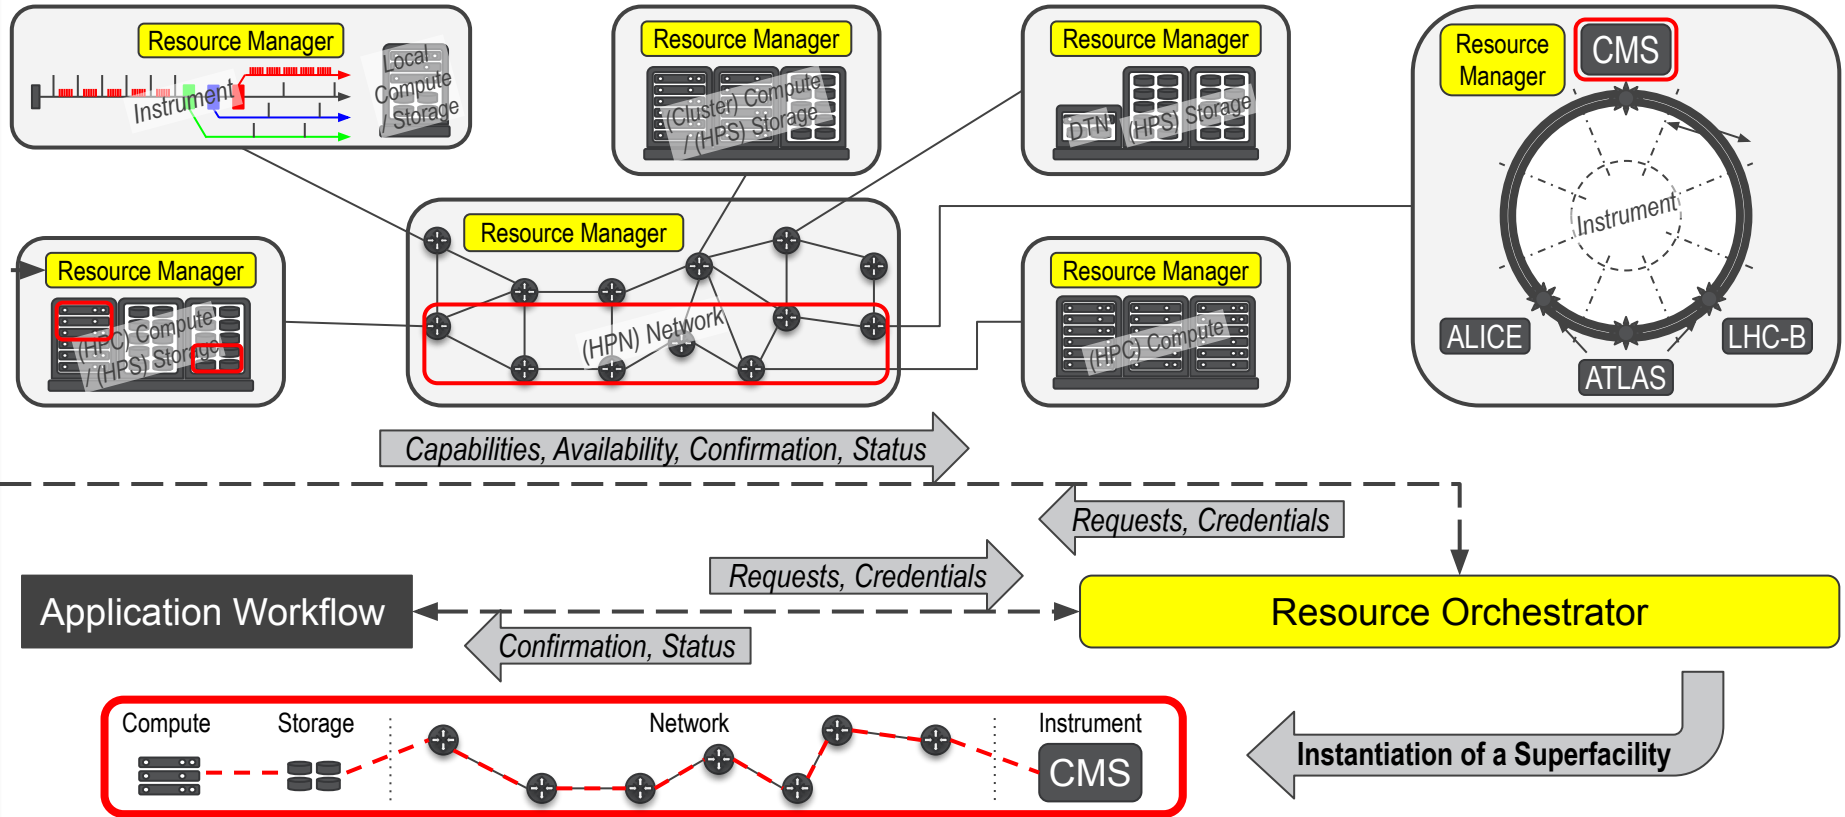 Resource Manager
Instrument
Local
Compute
/ Storage
Resource Manager
(Cluster) Compute
/ (HPS) Storage
Resource Manager
DTN
(HPS) Storage
Resource
Manager
CMS
Instrument
ALICE
LHC-B
ATLAS
Resource Manager
(HPC) Compute
/ (HPS) Storage
Resource Manager
(HPN) Network
Resource Manager
(HPC) Compute
Capabilities, Availability, Confirmation, Status
Requests, Credentials
Requests, Credentials
Application Workflow
Resource Orchestrator
Confirmation, Status
Compute
Storage
Network
Instrument
CMS
Instantiation of a Superfacility